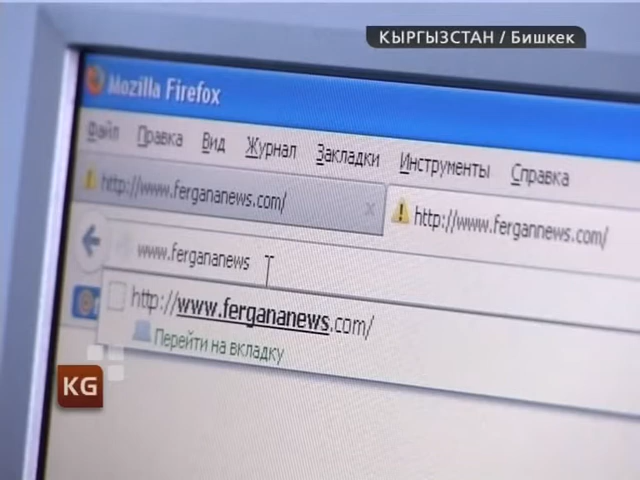 КЫРГЫЗСТАН / Бишкек
Mozilla Firefox
Файл Правка Вид Журнал Закладки Инструменты Справка
http://www.fergananews.com/ x http://www.fergannews.com/
www.fergananews
http://www.fergananews.com/
Перейти на вкладку
KG